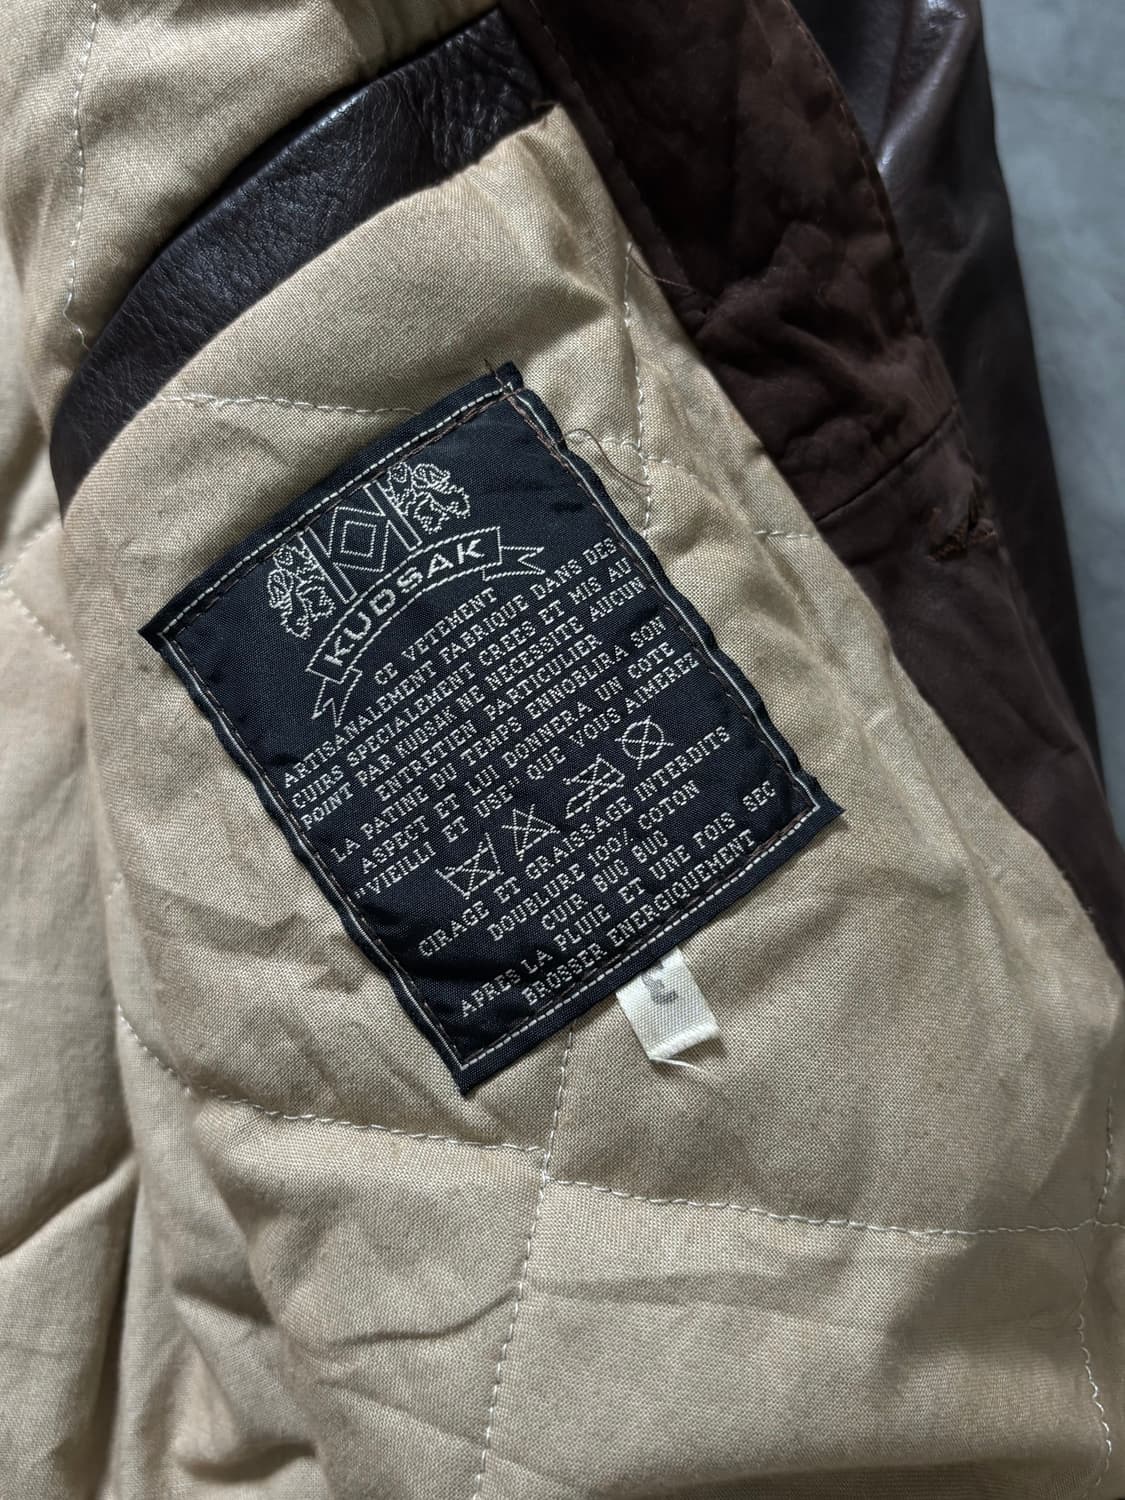 KUDSAK
CE VETEMENT
ARTISANALEMENT FABRIQUE DANS DES
CUIRS SPECIALEMENT CREES ET MIS AU
POINT PAR KUDSAK NE NECESSITE AUCUN
ENTRETIEN PARTICULIER
LA PATINE DU TEMPS ENNOBLIRA SON
ASPECT ET LUI DONNERA UN COTE
"VIEILLI ET USE" QUE VOUS AIMEREZ
CIRAGE ET GRAISSAGE INTERDITS
DOUBLURE 100% COTON
CUIR BUD BUD
APRES LA PLUIE ET UNE FOIS SEC
BROSSER ENERGIQUEMENT